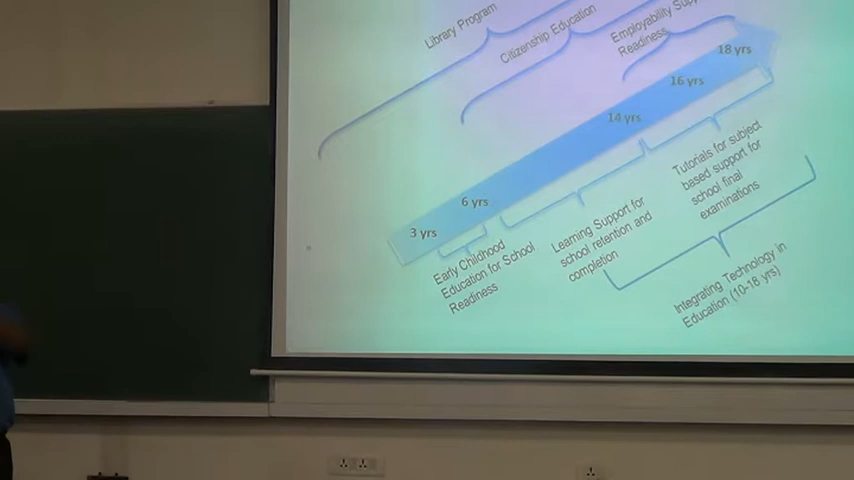 Library Program
Citizenship Education
Employability
Readiness
18 yrs
16 yrs
14 yrs
6 yrs
3 yrs
Early Childhood
Education for School
Readiness
Learning Support for
school retention and
completion
Tutorials for subject
based support for
school final
examinations
Integrating Technology in
Education (10-18 yrs)